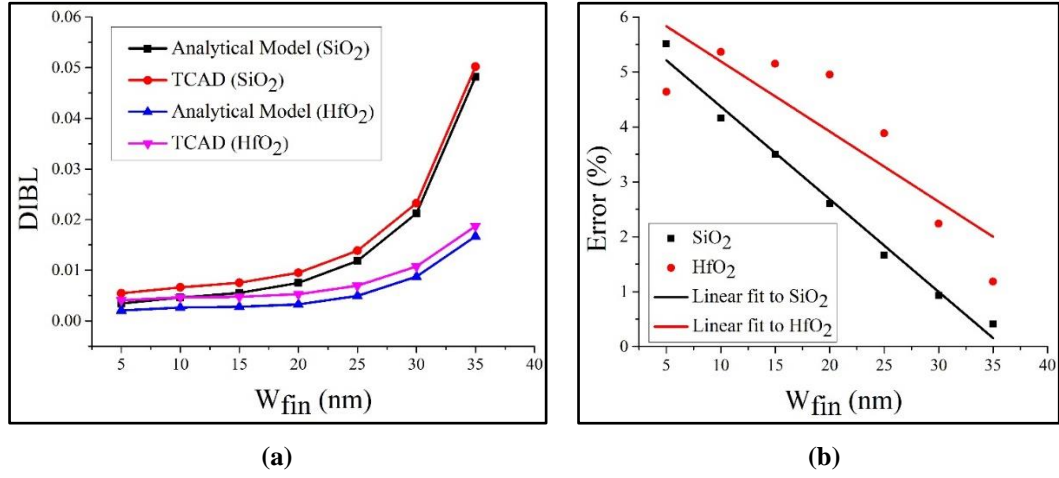 0.06
0.05
0.04
0.03
0.02
0.01
0.00
DIBL
Analytical Model (SiO2)
TCAD (SiO2)
Analytical Model (HfO2)
TCAD (HfO2)
5 10 15 20 25 30 35 40
Wfin (nm)
(a)
6
5
4
3
2
1
0
Error (%)
SiO2
HfO2
Linear fit to SiO2
Linear fit to HfO2
5 10 15 20 25 30 35 40
Wfin (nm)
(b)